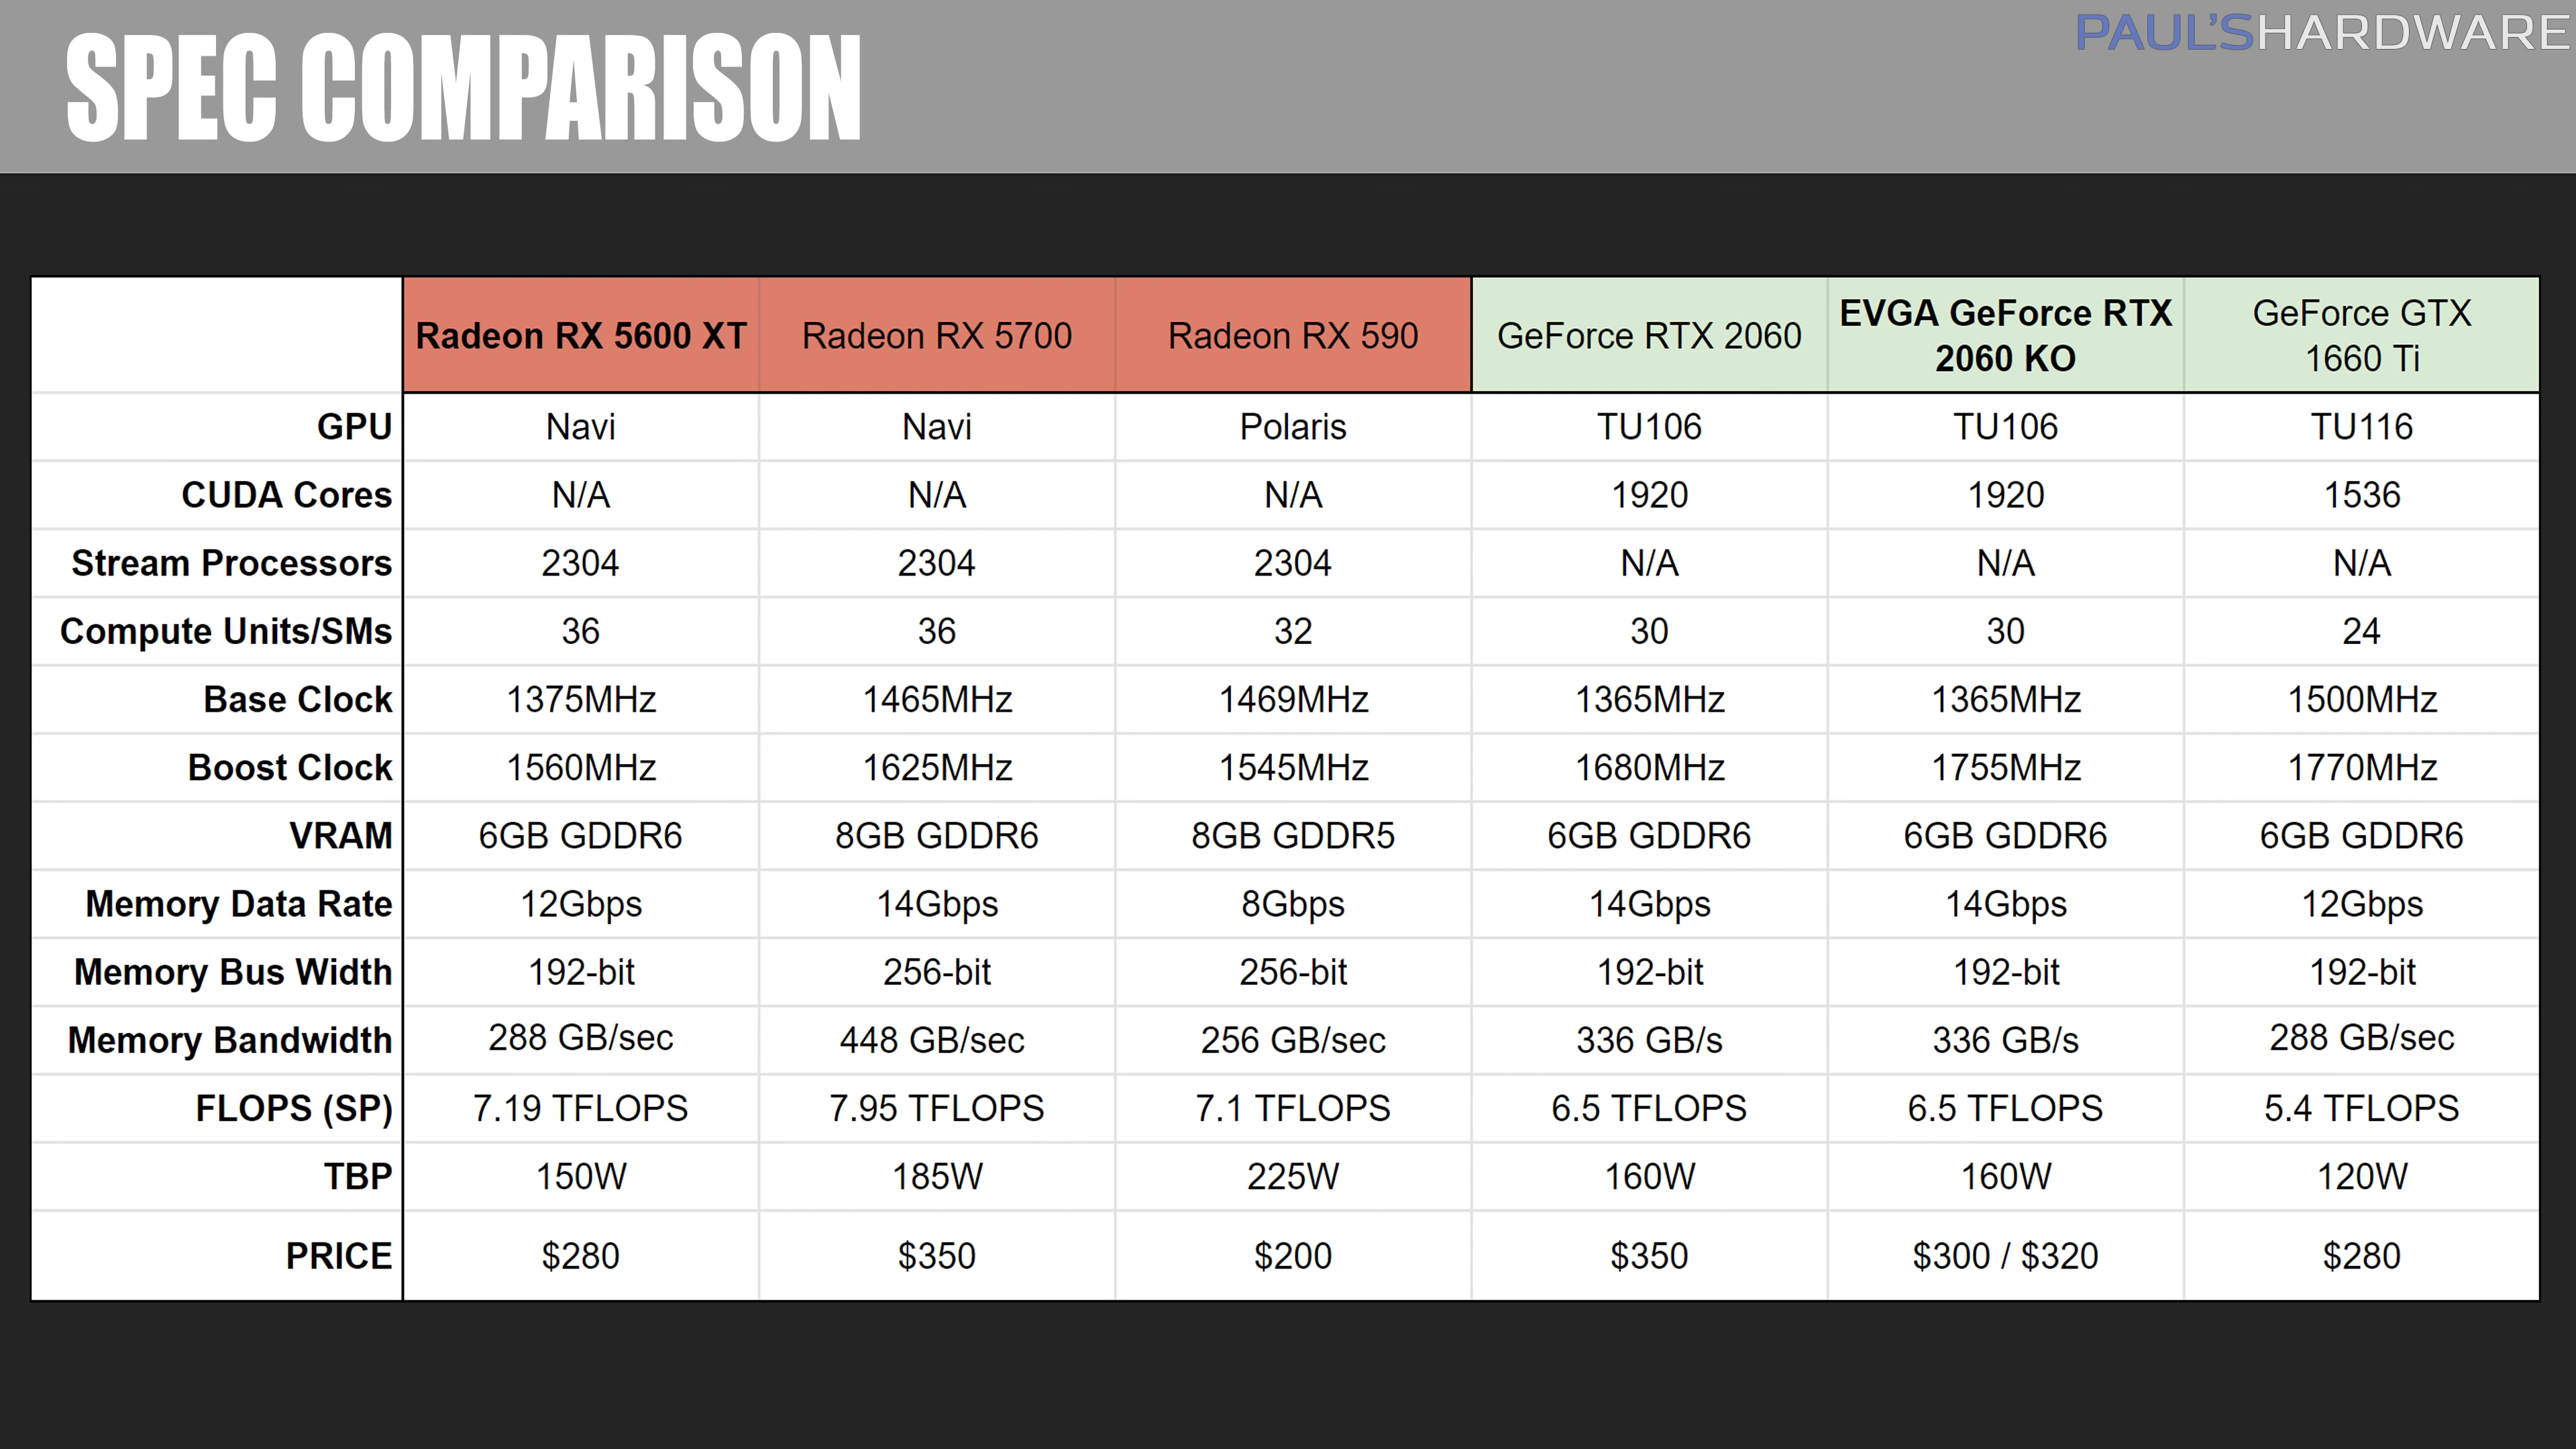 SPEC COMPARISON
PAUL'SHARDWARE
Radeon RX 5600 XT Radeon RX 5700 Radeon RX 590 GeForce RTX 2060 EVGA GeForce RTX 2060 KO GeForce GTX 1660 Ti
GPU Navi Navi Polaris TU106 TU106 TU116
CUDA Cores N/A N/A N/A 1920 1920 1536
Stream Processors 2304 2304 2304 N/A N/A N/A
Compute Units/SMs 36 36 32 30 30 24
Base Clock 1375MHz 1465MHz 1469MHz 1365MHz 1365MHz 1500MHz
Boost Clock 1560MHz 1625MHz 1545MHz 1680MHz 1755MHz 1770MHz
VRAM 6GB GDDR6 8GB GDDR6 8GB GDDR5 6GB GDDR6 6GB GDDR6 6GB GDDR6
Memory Data Rate 12Gbps 14Gbps 8Gbps 14Gbps 14Gbps 12Gbps
Memory Bus Width 192-bit 256-bit 256-bit 192-bit 192-bit 192-bit
Memory Bandwidth 288 GB/sec 448 GB/sec 256 GB/sec 336 GB/s 336 GB/s 288 GB/sec
FLOPS (SP) 7.19 TFLOPS 7.95 TFLOPS 7.1 TFLOPS 6.5 TFLOPS 6.5 TFLOPS 5.4 TFLOPS
TBP 150W 185W 225W 160W 160W 120W
PRICE $280 $350 $200 $350 $300 / $320 $280